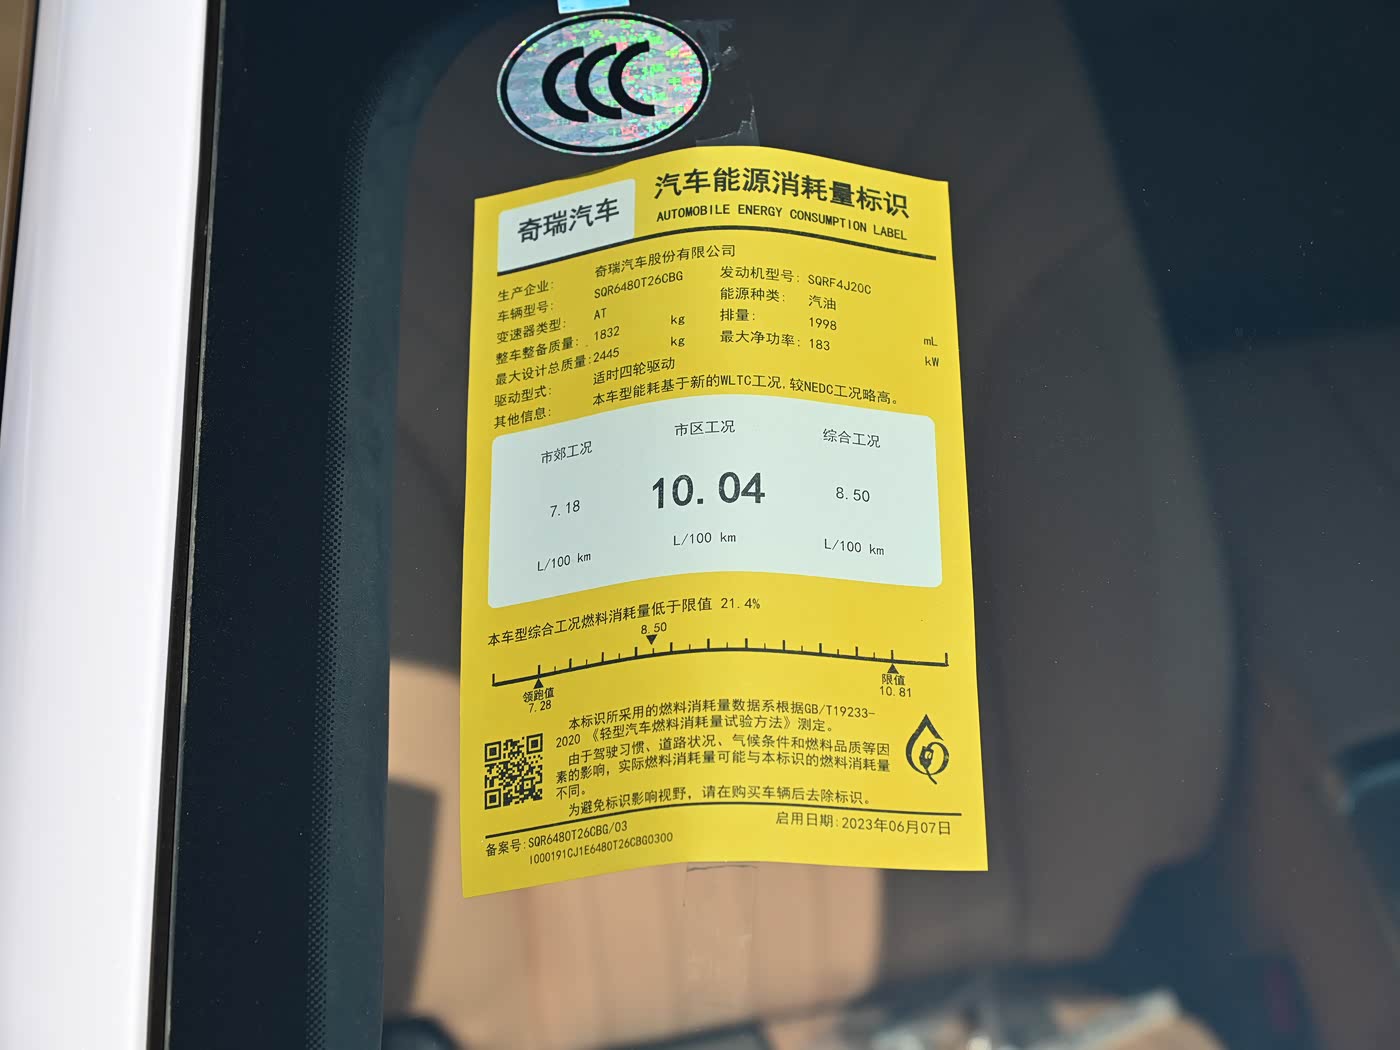 CCC
奇瑞汽车
汽车能源消耗量标识
AUTOMOBILE ENERGY CONSUMPTION LABEL
生产企业: 奇瑞汽车股份有限公司
车辆型号: SQR6480T26CBG 发动机型号: SQRF4J20C
变速器类型: AT 能源种类: 汽油
整车整备质量: 1832 kg 排量: 1998 mL
最大设计总质量: 2445 kg 最大净功率: 183 kW
驱动型式: 适时四轮驱动
其他信息: 本车型能耗基于新的WLTC工况,较NEDC工况略高。
市郊工况 市区工况 综合工况
7.18 10.04 8.50
L/100 km L/100 km L/100 km
本车型综合工况燃料消耗量低于限值 21.4%
8.50
领跑值 限值
7.28 10.81
本标识所采用的燃料消耗量数据系根据GB/T19233-
2020 《轻型汽车燃料消耗量试验方法》测定。
由于驾驶习惯、道路状况、气候条件和燃料品质等因
素的影响,实际燃料消耗量可能与本标识的燃料消耗量
不同。
为避免标识影响视野,请在购买车辆后去除标识。
备案号:SQR6480T26CBG/03 启用日期:2023年06月07日
I000191CJ1E6480T26CBG0300